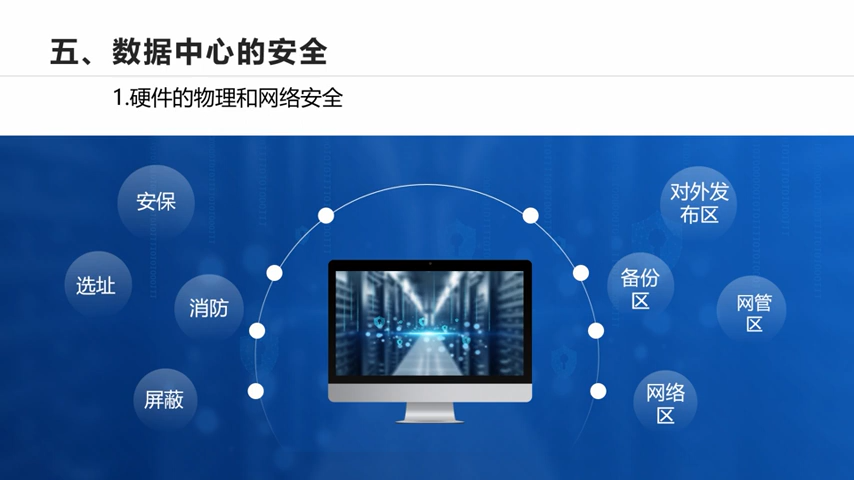 五、数据中心的安全
1.硬件的物理和网络安全
安保
选址
消防
屏蔽
对外发
布区
备份
区
网管
区
网络
区